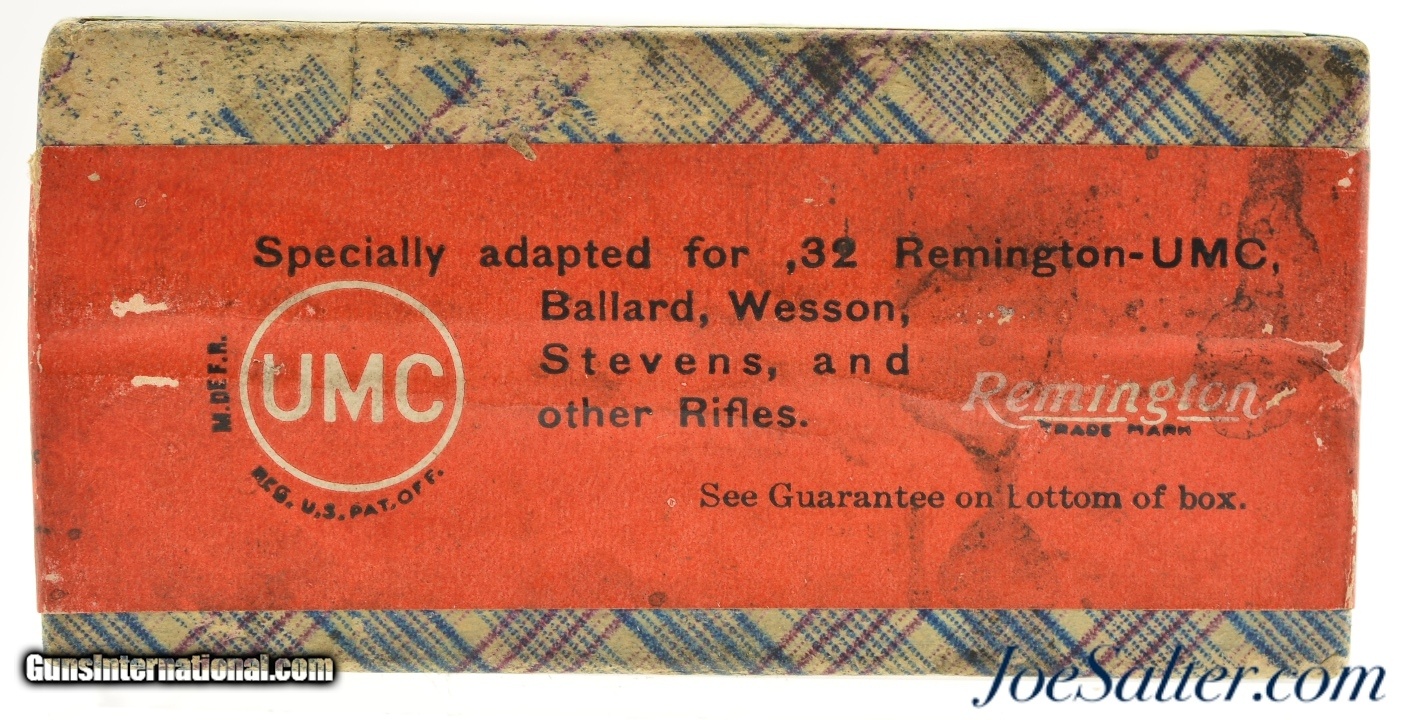 Specially adapted for ,32 Remington-UMC,
Ballard, Wesson,
Stevens, and
other Rifles.
M. DE F. R.
UMC
REG. U.S. PAT. OFF.
Remington
TRADE MARK
See Guarantee on bottom of box.
GunsInternational.com
JoeSalter.com